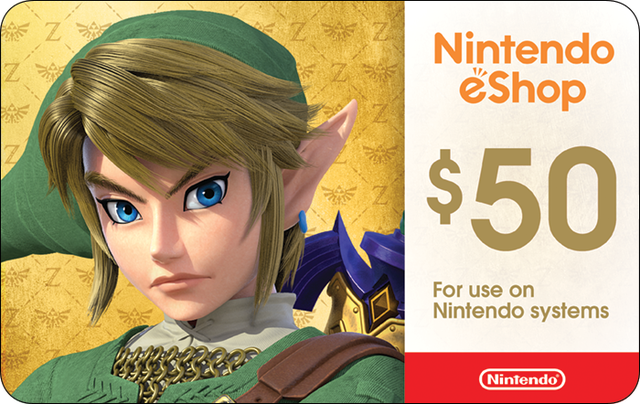 Nintendo
eShop
$50
For use on
Nintendo systems
Nintendo